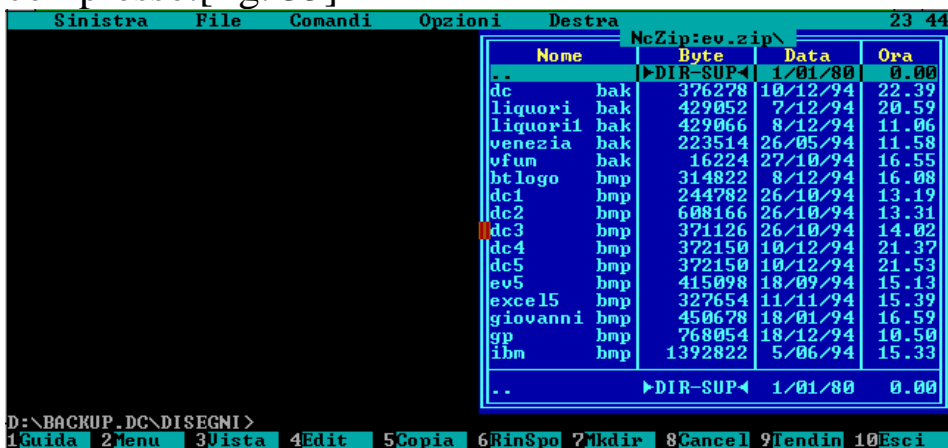 Sinistra File Comandi Opzioni Destra 23 44
NcZip:ev.zip\
Nome Byte Data Ora
.. ►DIR-SUP◄ 1/01/80 0.00
dc bak 376278 10/12/94 22.39
liquori bak 429052 7/12/94 20.59
liquori1 bak 429066 8/12/94 11.06
venezia bak 223514 26/05/94 11.58
vfum bak 16224 27/10/94 16.55
btlogo bmp 314822 8/12/94 16.08
dc1 bmp 244782 26/10/94 13.19
dc2 bmp 608166 26/10/94 13.31
dc3 bmp 371126 26/10/94 14.02
dc4 bmp 372150 10/12/94 21.37
dc5 bmp 372150 10/12/94 21.53
ev5 bmp 415098 18/09/94 15.13
excel5 bmp 327654 11/11/94 15.39
giovanni bmp 450678 18/01/94 16.59
gp bmp 768054 18/12/94 10.50
ibm bmp 1392822 5/06/94 15.33
.. ►DIR-SUP◄ 1/01/80 0.00
D:\BACKUP.DC\DISEGNI>
1Guida 2Menu 3Vista 4Edit 5Copia 6RinSpo 7Mkdir 8Cancel 9Tendin 10Esci